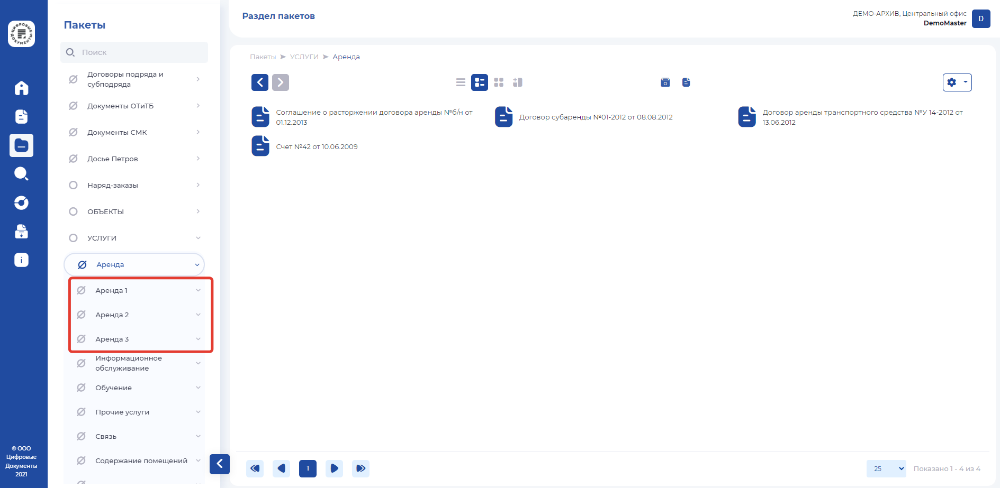 ЦИФРОВЫЕ ДОКУМЕНТЫ
© ООО
Цифровые
Документы
2021
Пакеты
Поиск
Договоры подряда и
субподряда
Документы ОТиТБ
Документы СМК
Досье Петров
Наряд-заказы
ОБЪЕКТЫ
УСЛУГИ
Аренда
Аренда 1
Аренда 2
Аренда 3
Информационное
обслуживание
Обучение
Прочие услуги
Связь
Содержание помещений
Раздел пакетов
ДЕМО-АРХИВ, Центральный офис
DemoMaster
D
Пакеты ➤ УСЛУГИ ➤ Аренда
Соглашение о расторжении договора аренды №б/н от
01.12.2013
Договор субаренды №01-2012 от 08.08.2012
Договор аренды транспортного средства №У 14-2012 от
13.06.2012
Счет №42 от 10.06.2009
1
25
Показано 1 - 4 из 4